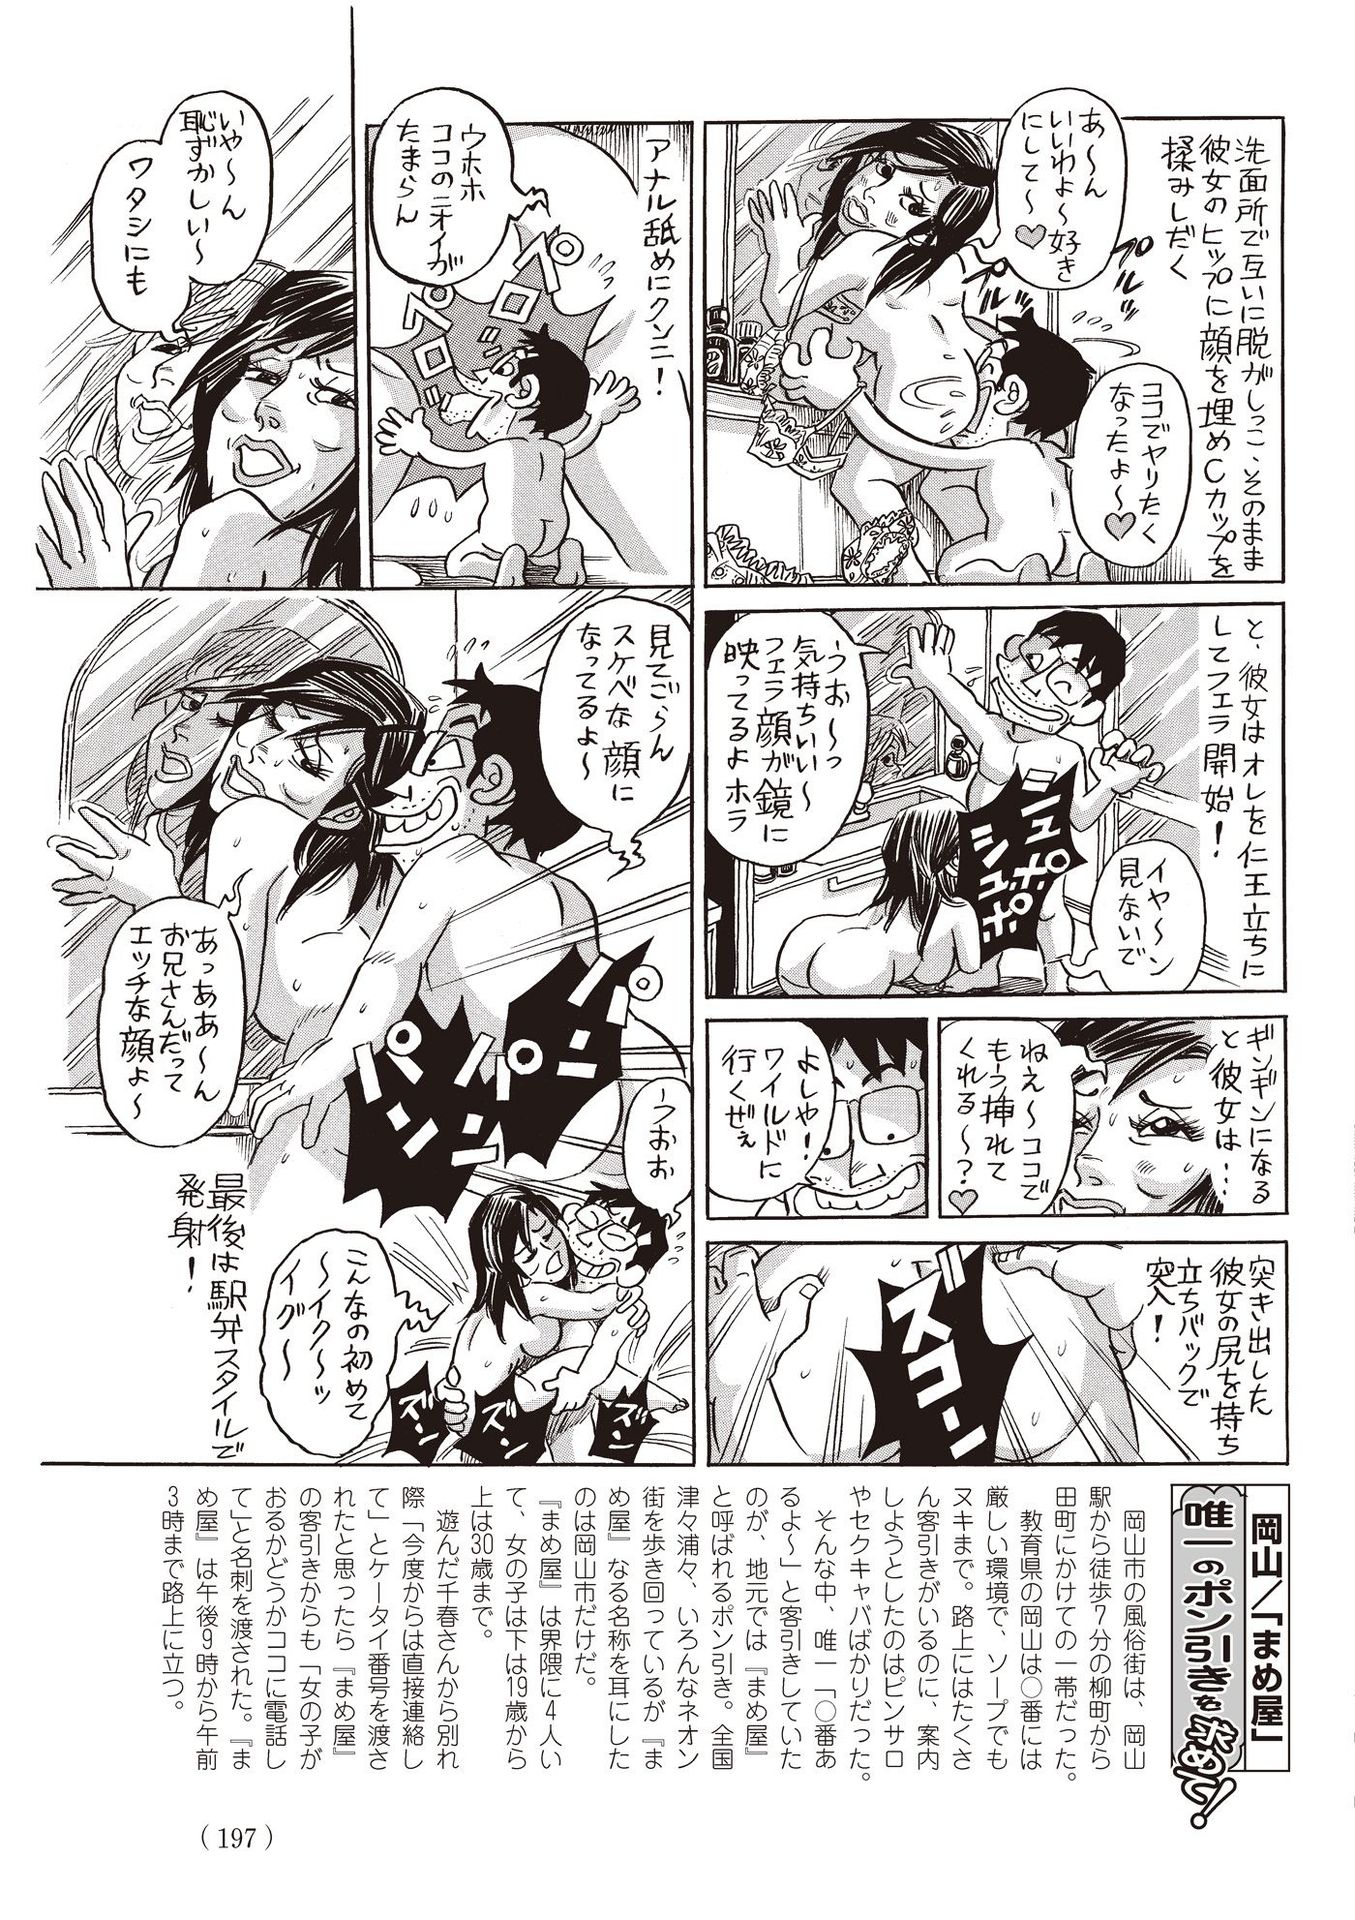 洗面所で互いに脱がしっこ、そのまま
彼女のヒップに顔を埋めCカップを
揉みしだく
あ〜ん
いいわよ〜好き
にして〜♥
プル
プル
ココでヤリたく
なったよ〜♥
アナル舐めにクンニ！
ウホホ
ココのニオイが
たまらん
ペロッ
ペロペロッ
いや〜ん
恥ずかしい〜
ワタシにも
と、彼女はオレを仁王立ちに
してフェラ開始！
うお〜っ
気持ちいい〜
フェラ顔が鏡に
映ってるよホラ
シュポ
シュポ
イヤ〜ン
見ないで
ギンギンになる
と彼女は…
ねえ〜ココで
もう挿れて
くれる〜？♥
よしゃ！
ワイルドに
行くぜぇ
突き出した
彼女の尻を持ち
立ちバックで
突入！
ズコン
見てごらん
スケベな顔に
なってるよ〜
あっああ〜ん
お兄さんだって
エッチな顔よ〜
パン
パン
パン
うおお
最後は駅弁スタイルで
発射！
こんなの初めて
〜イク〜ッ
イグ〜
ズン
ズン
ズン
岡山／「まめ屋」
唯一のポン引きを求めて！
岡山市の風俗街は、岡山
駅から徒歩7分の柳町から
田町にかけての一帯だった。
教育県の岡山は○番には
厳しい環境で、ソープでも
ヌキまで。路上にはたくさ
ん客引きがいるのに、案内
しようとしたのはピンサロ
やセクキャバばかりだった。
そんな中、唯一「○番あ
るよ〜」と客引きしていた
のが、地元では『まめ屋』
と呼ばれるポン引き。全国
津々浦々、いろんなネオン
街を歩き回っているが『ま
め屋』なる名称を耳にした
のは岡山市だけだ。
『まめ屋』は界隈に4人い
て、女の子は下は19歳から
上は30歳まで。
遊んだ千春さんから別れ
際「今度からは直接連絡し
て」とケータイ番号を渡さ
れたと思ったら『まめ屋』
の客引きからも「女の子が
おるかどうかココに電話し
て」と名刺を渡された。『ま
め屋』は午後9時から午前
3時まで路上に立つ。
（197）